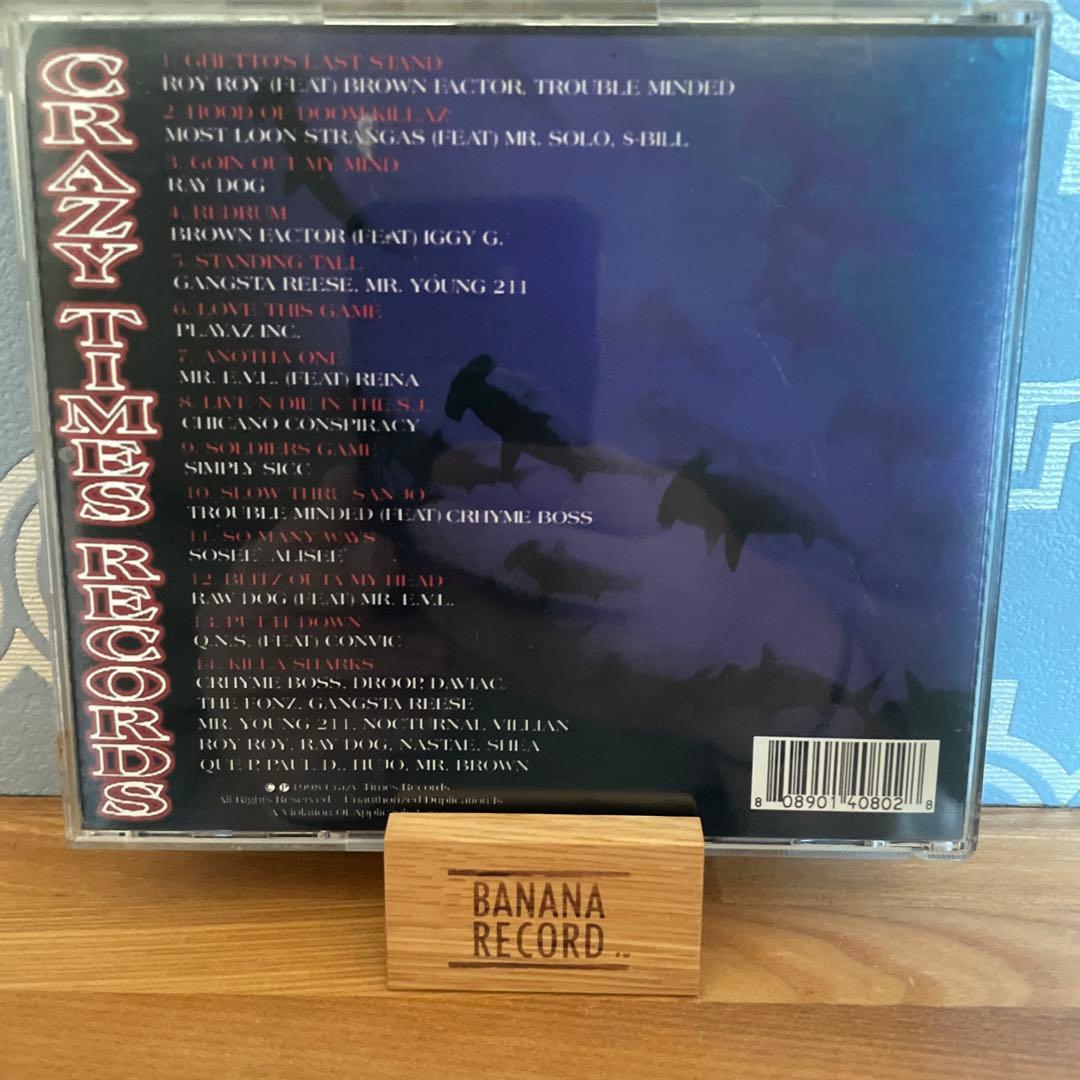 CRAZY TIMES RECORDS
1. GHETTO'S LAST STAND
ROY ROY (FEAT) BROWN FACTOR, TROUBLE MINDED
2. HOOD OF DOOM KILLAZ
MOST LOON STRANGAS (FEAT) MR. SOLO, $-BILL
3. GOIN OUT MY MIND
RAY DOG
4. REDRUM
BROWN FACTOR (FEAT) IGGY G.
5. STANDING TALL
GANGSTA REESE, MR. YOUNG 211
6. LOVE THIS GAME
PLAYAZ INC.
7. ANOTHA ONE
MR. E.V.L. (FEAT) REINA
8. LIVE N DIE IN THE S.J.
CHICANO CONSPIRACY
9. SOLDIERS GAME
SIMPLY SICC
10. SLOW THRU SAN JO
TROUBLE MINDED (FEAT) CRHYME BOSS
11. SO MANY WAYS
SOSEE ALISEE
12. BLITZ OUTA MY HEAD
RAW DOG (FEAT) MR. E.V.L.
13. PUT IT DOWN
Q.N.S. (FEAT) CONVIC
14. KILLA SHARKS
CRHYME BOSS, DROOP, DAVIAC,
THE FONZ, GANGSTA REESE
MR. YOUNG 211, NOCTURNAL VILLIAN
ROY ROY, RAY DOG, NASTAE, SHEA
QUE P, PAUL D., HUJO, MR. BROWN
© ℗ 1998 Crazy Times Records
All Rights Reserved Unauthorized Duplication Is
A Violation Of
8 08901 40802 8
BANANA
RECORD